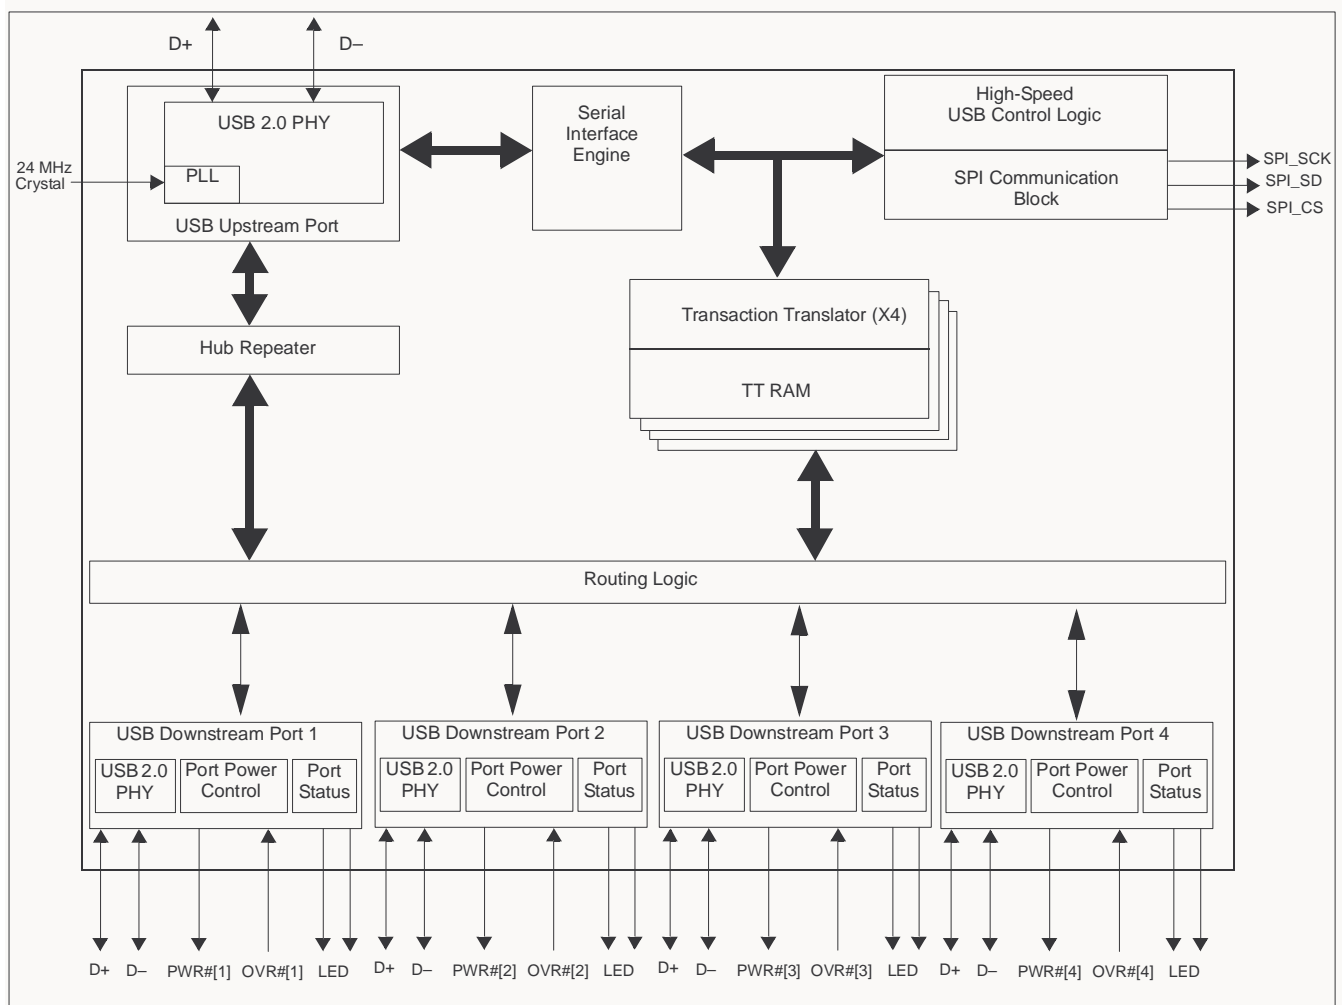 D+
D–
USB 2.0 PHY
PLL
24 MHz
Crystal
USB Upstream Port
Serial
Interface
Engine
High-Speed
USB Control Logic
SPI Communication
Block
SPI_SCK
SPI_SD
SPI_CS
Hub Repeater
Transaction Translator (X4)
TT RAM
Routing Logic
USB Downstream Port 1
USB 2.0
PHY
Port Power
Control
Port
Status
USB Downstream Port 2
USB 2.0
PHY
Port Power
Control
Port
Status
USB Downstream Port 3
USB 2.0
PHY
Port Power
Control
Port
Status
USB Downstream Port 4
USB 2.0
PHY
Port Power
Control
Port
Status
D+
D–
PWR#[1]
OVR#[1]
LED
D+
D–
PWR#[2]
OVR#[2]
LED
D+
D–
PWR#[3]
OVR#[3]
LED
D+
D–
PWR#[4]
OVR#[4]
LED